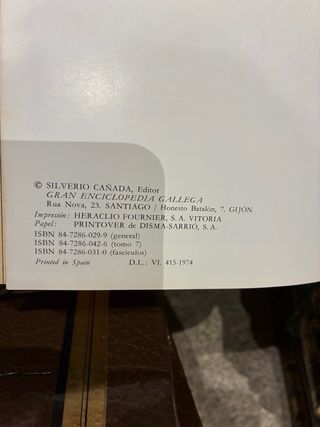 © SILVERIO CAÑADA, Editor
GRAN ENCICLOPEDIA GALLEGA
Rua Nova, 23. SANTIAGO / Honesto Batalón, 7. GIJÓN
Impresión: HERACLIO FOURNIER, S. A. VITORIA
Papel: PRINTOVER de DISMA-SARRIÓ, S. A.
ISBN 84-7286-029-9 (general)
ISBN 84-7286-042-6 (tomo 7)
ISBN 84-7286-031-0 (fascículos)
Printed in Spain D. L.: VI. 415-1974